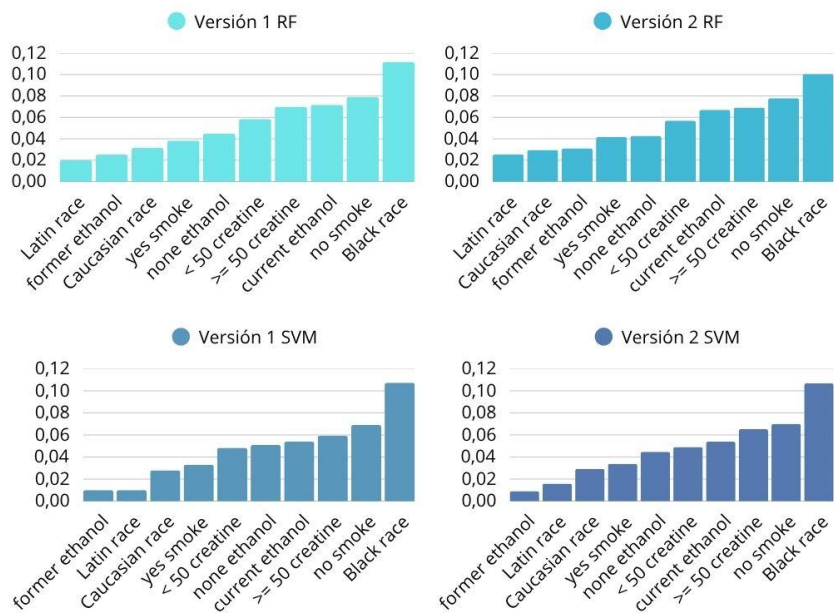 Versión 1 RF
0,12
0,10
0,08
0,06
0,04
0,02
0,00
Latin race
former ethanol
Caucasian race
yes smoke
none ethanol
< 50 creatine
>= 50 creatine
current ethanol
no smoke
Black race
Versión 2 RF
0,12
0,10
0,08
0,06
0,04
0,02
0,00
Latin race
Caucasian race
former ethanol
yes smoke
none ethanol
< 50 creatine
current ethanol
>= 50 creatine
no smoke
Black race
Versión 1 SVM
0,12
0,10
0,08
0,06
0,04
0,02
0,00
former ethanol
Latin race
Caucasian race
yes smoke
< 50 creatine
none ethanol
current ethanol
>= 50 creatine
no smoke
Black race
Versión 2 SVM
0,12
0,10
0,08
0,06
0,04
0,02
0,00
former ethanol
Latin race
Caucasian race
yes smoke
none ethanol
< 50 creatine
current ethanol
>= 50 creatine
no smoke
Black race